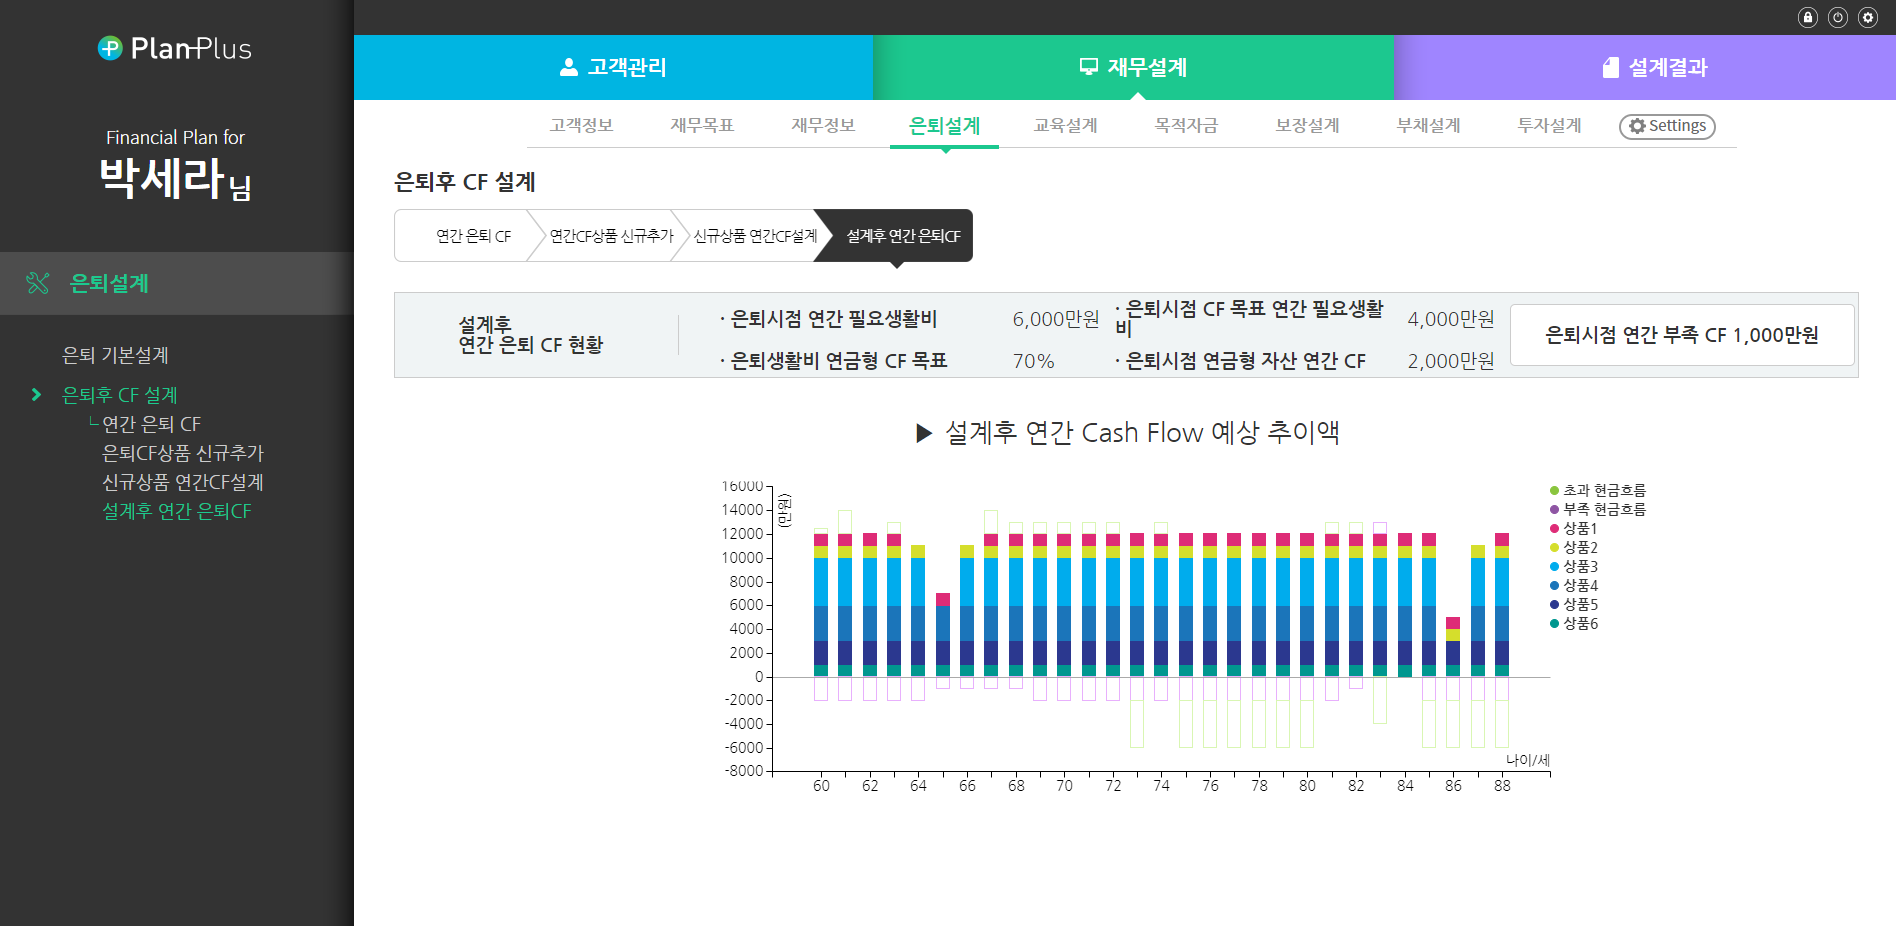 PlanPlus
Financial Plan for
박세라님
은퇴설계
은퇴 기본설계
은퇴후 CF 설계
연간 은퇴 CF
은퇴CF상품 신규추가
신규상품 연간CF설계
설계후 연간 은퇴CF
고객관리
재무설계
설계결과
고객정보
재무목표
재무정보
은퇴설계
교육설계
목적자금
보장설계
부채설계
투자설계
Settings
은퇴후 CF 설계
연간 은퇴 CF
연간CF상품 신규추가
신규상품 연간CF설계
설계후 연간 은퇴CF
설계후
연간 은퇴 CF 현황
· 은퇴시점 연간 필요생활비
6,000만원
· 은퇴시점 CF 목표 연간 필요생활
비
4,000만원
· 은퇴생활비 연금형 CF 목표
70%
· 은퇴시점 연금형 자산 연간 CF
2,000만원
은퇴시점 연간 부족 CF 1,000만원
▶ 설계후 연간 Cash Flow 예상 추이액
16000
14000
12000
10000
8000
6000
4000
2000
0
-2000
-4000
-6000
-8000
(만원)
나이/세
60
62
64
66
68
70
72
74
76
78
80
82
84
86
88
초과 현금흐름
부족 현금흐름
상품1
상품2
상품3
상품4
상품5
상품6